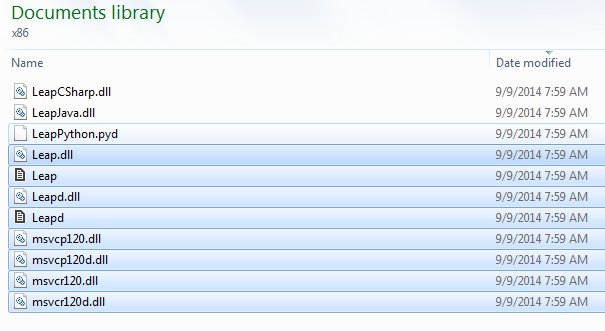 Documents library
x86
Name Date modified
LeapCSharp.dll 9/9/2014 7:59 AM
LeapJava.dll 9/9/2014 7:59 AM
LeapPython.pyd 9/9/2014 7:59 AM
Leap.dll 9/9/2014 7:59 AM
Leap 9/9/2014 7:59 AM
Leapd.dll 9/9/2014 7:59 AM
Leapd 9/9/2014 7:59 AM
msvcp120.dll 9/9/2014 7:59 AM
msvcp120d.dll 9/9/2014 7:59 AM
msvcr120.dll 9/9/2014 7:59 AM
msvcr120d.dll 9/9/2014 7:59 AM